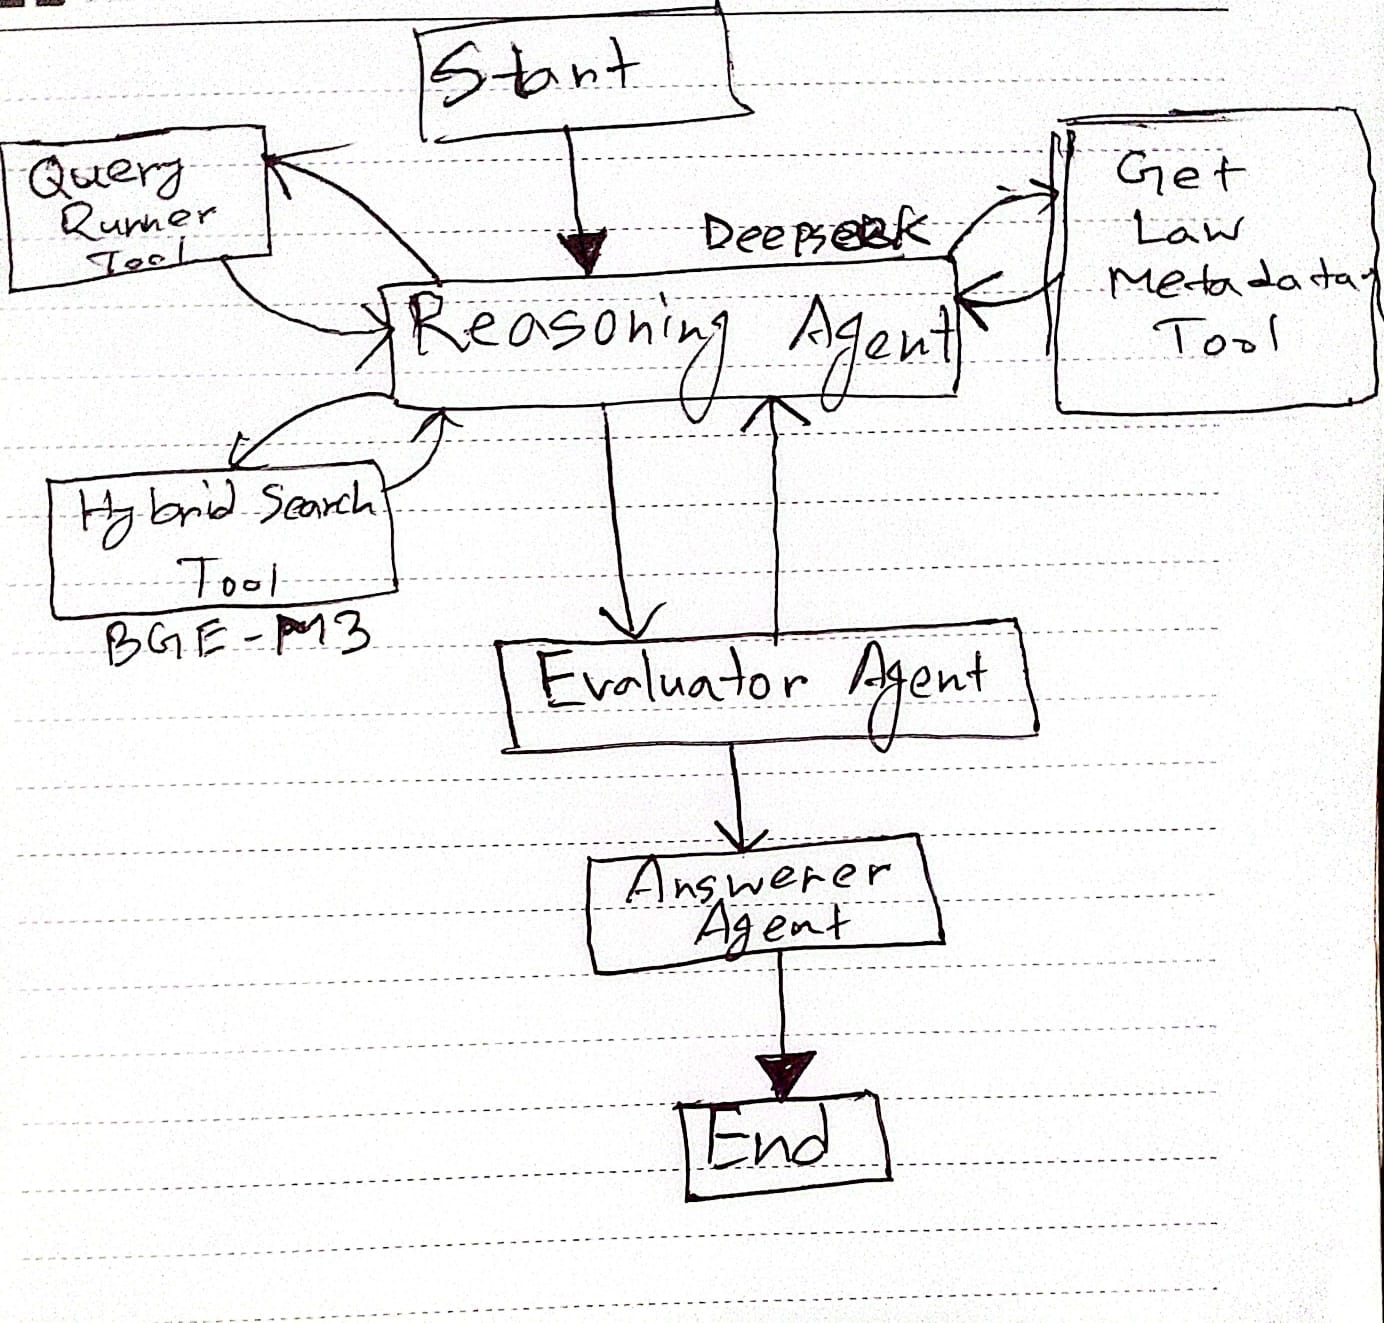 Start
Query
Runner
Tool
Get
Law
Metadata
Tool
Deepseek
Reasoning Agent
Hybrid Search
Tool
BGE-M3
Evaluator Agent
Answerer
Agent
End